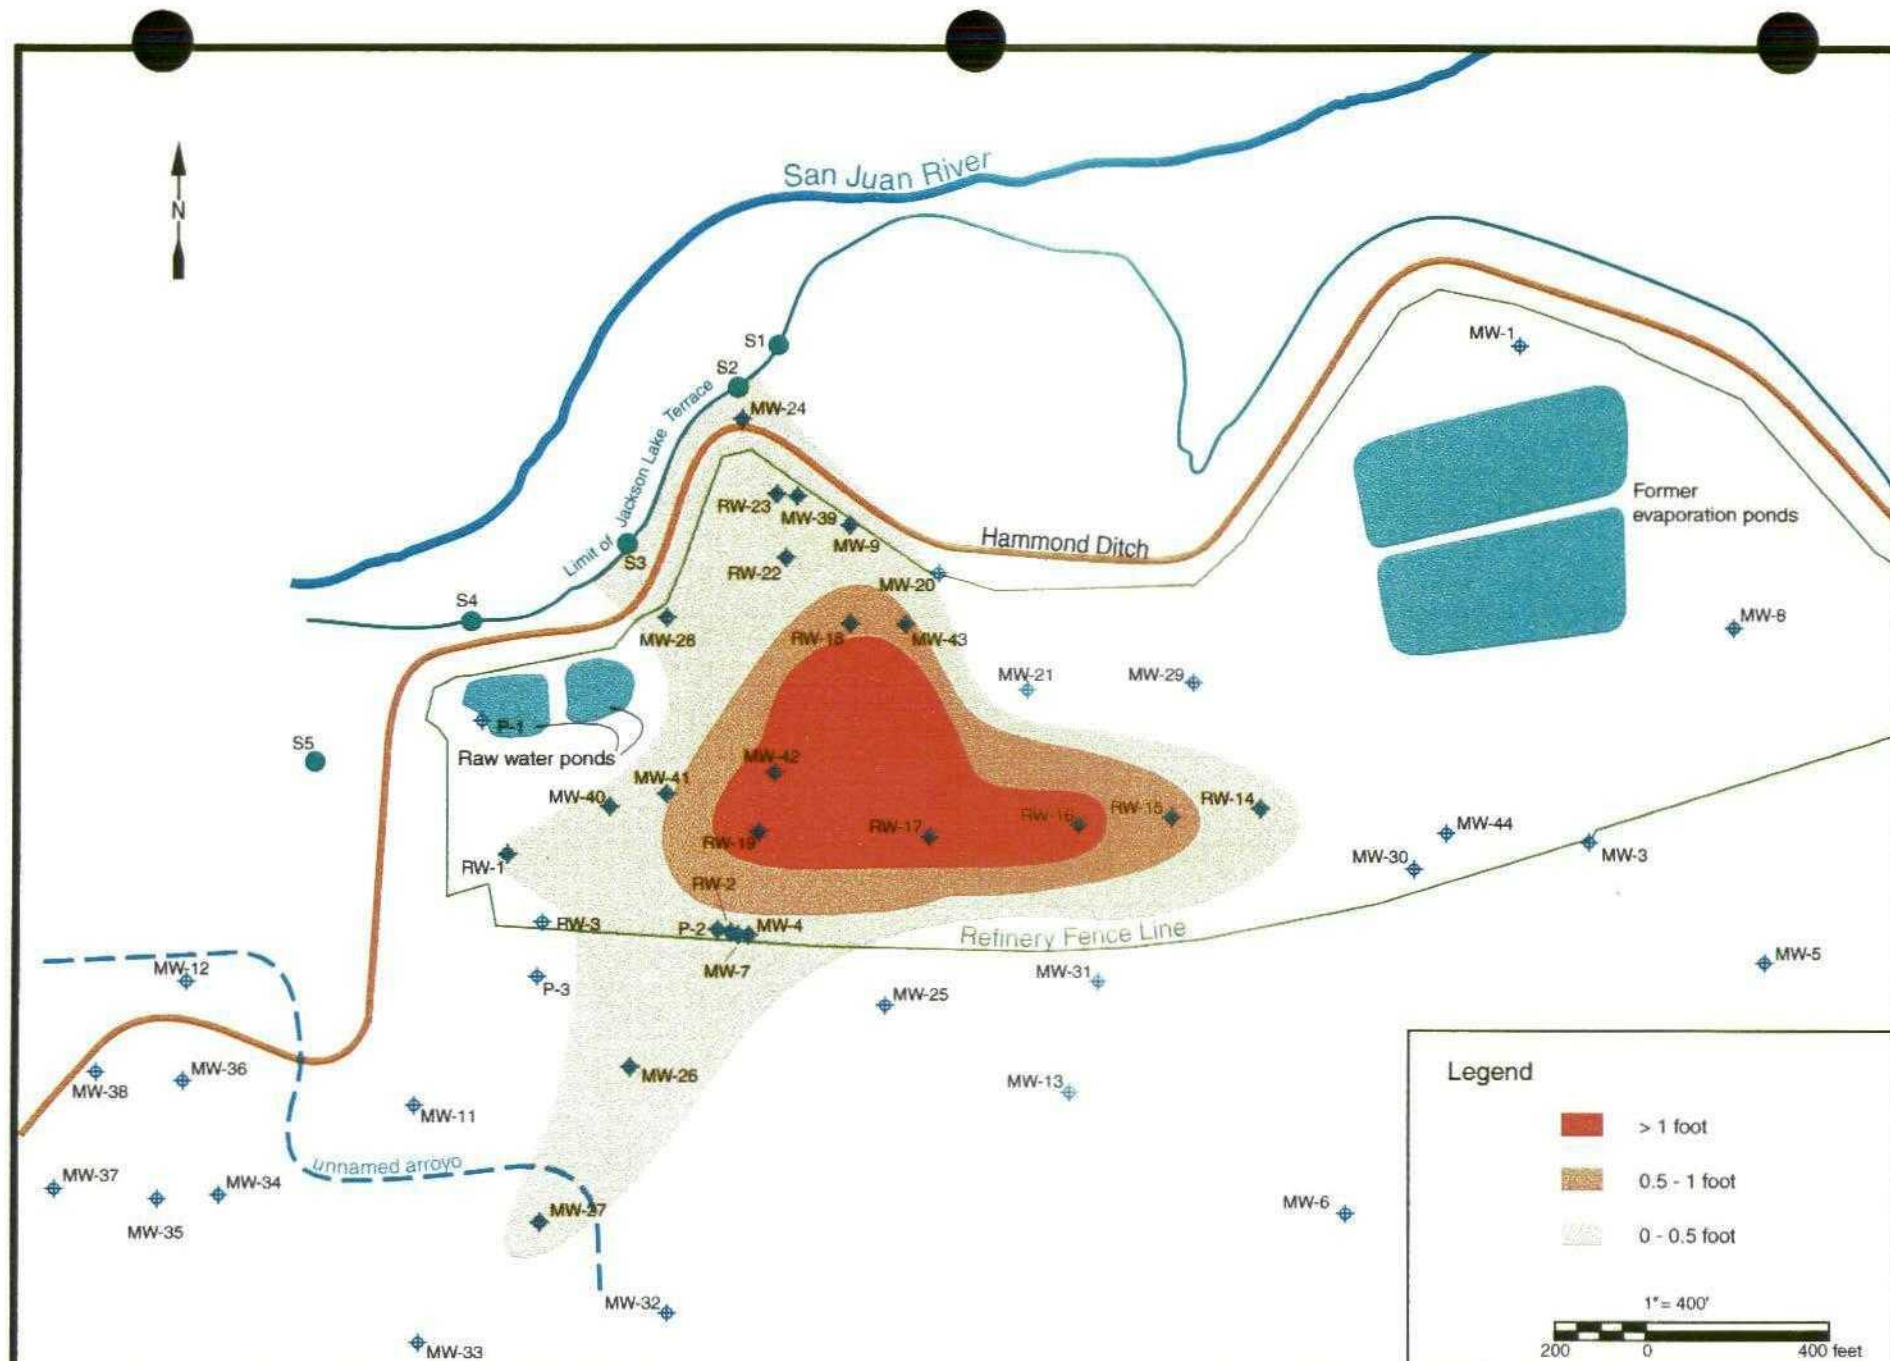 N
San Juan River
S1
S2
MW-24
Limit of Jackson Lake Terrace
MW-1
RW-23
MW-39
MW-9
Hammond Ditch
Former
evaporation ponds
S3
RW-22
MW-20
S4
MW-28
RW-18
MW-43
MW-8
MW-21
MW-29
P-1
S5
Raw water ponds
MW-42
MW-41
MW-40
RW-14
RW-15
RW-16
RW-17
RW-19
MW-44
MW-3
MW-30
RW-1
RW-2
RW-3
P-2
MW-4
Refinery Fence Line
MW-7
MW-12
P-3
MW-31
MW-5
MW-25
MW-38
MW-36
MW-26
MW-13
MW-11
unnamed arroyo
MW-37
MW-34
MW-35
MW-27
MW-6
MW-32
MW-33
Legend
> 1 foot
0.5 - 1 foot
0 - 0.5 foot
1" = 400'
200 0 400 feet